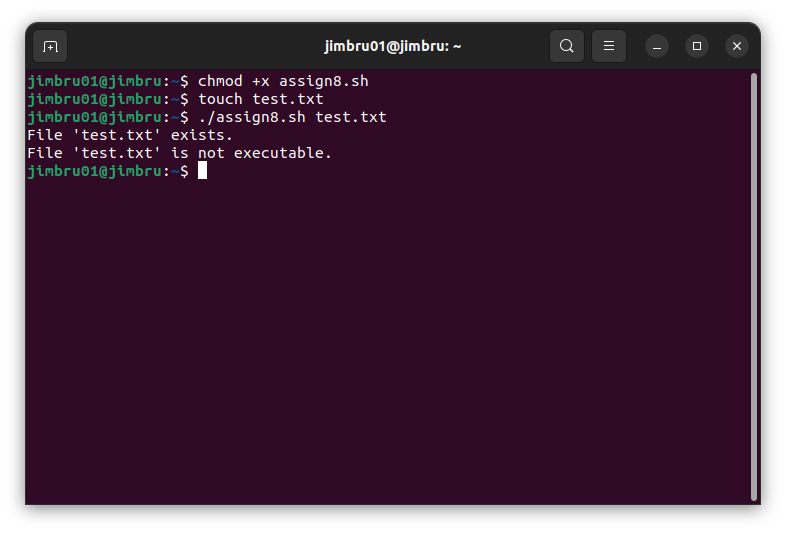 jimbru01@jimbru: ~
jimbru01@jimbru:~$ chmod +x assign8.sh
jimbru01@jimbru:~$ touch test.txt
jimbru01@jimbru:~$ ./assign8.sh test.txt
File 'test.txt' exists.
File 'test.txt' is not executable.
jimbru01@jimbru:~$